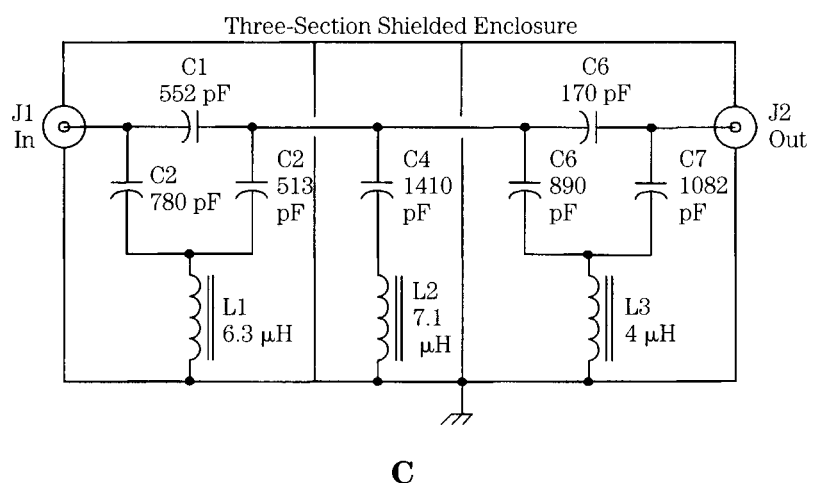 Three-Section Shielded Enclosure
C1
552 pF
C6
170 pF
J1
In
J2
Out
C2
780 pF
C2
513
pF
C4
1410
pF
C6
890
pF
C7
1082
pF
L1
6.3 μH
L2
7.1
μH
L3
4 μH
C